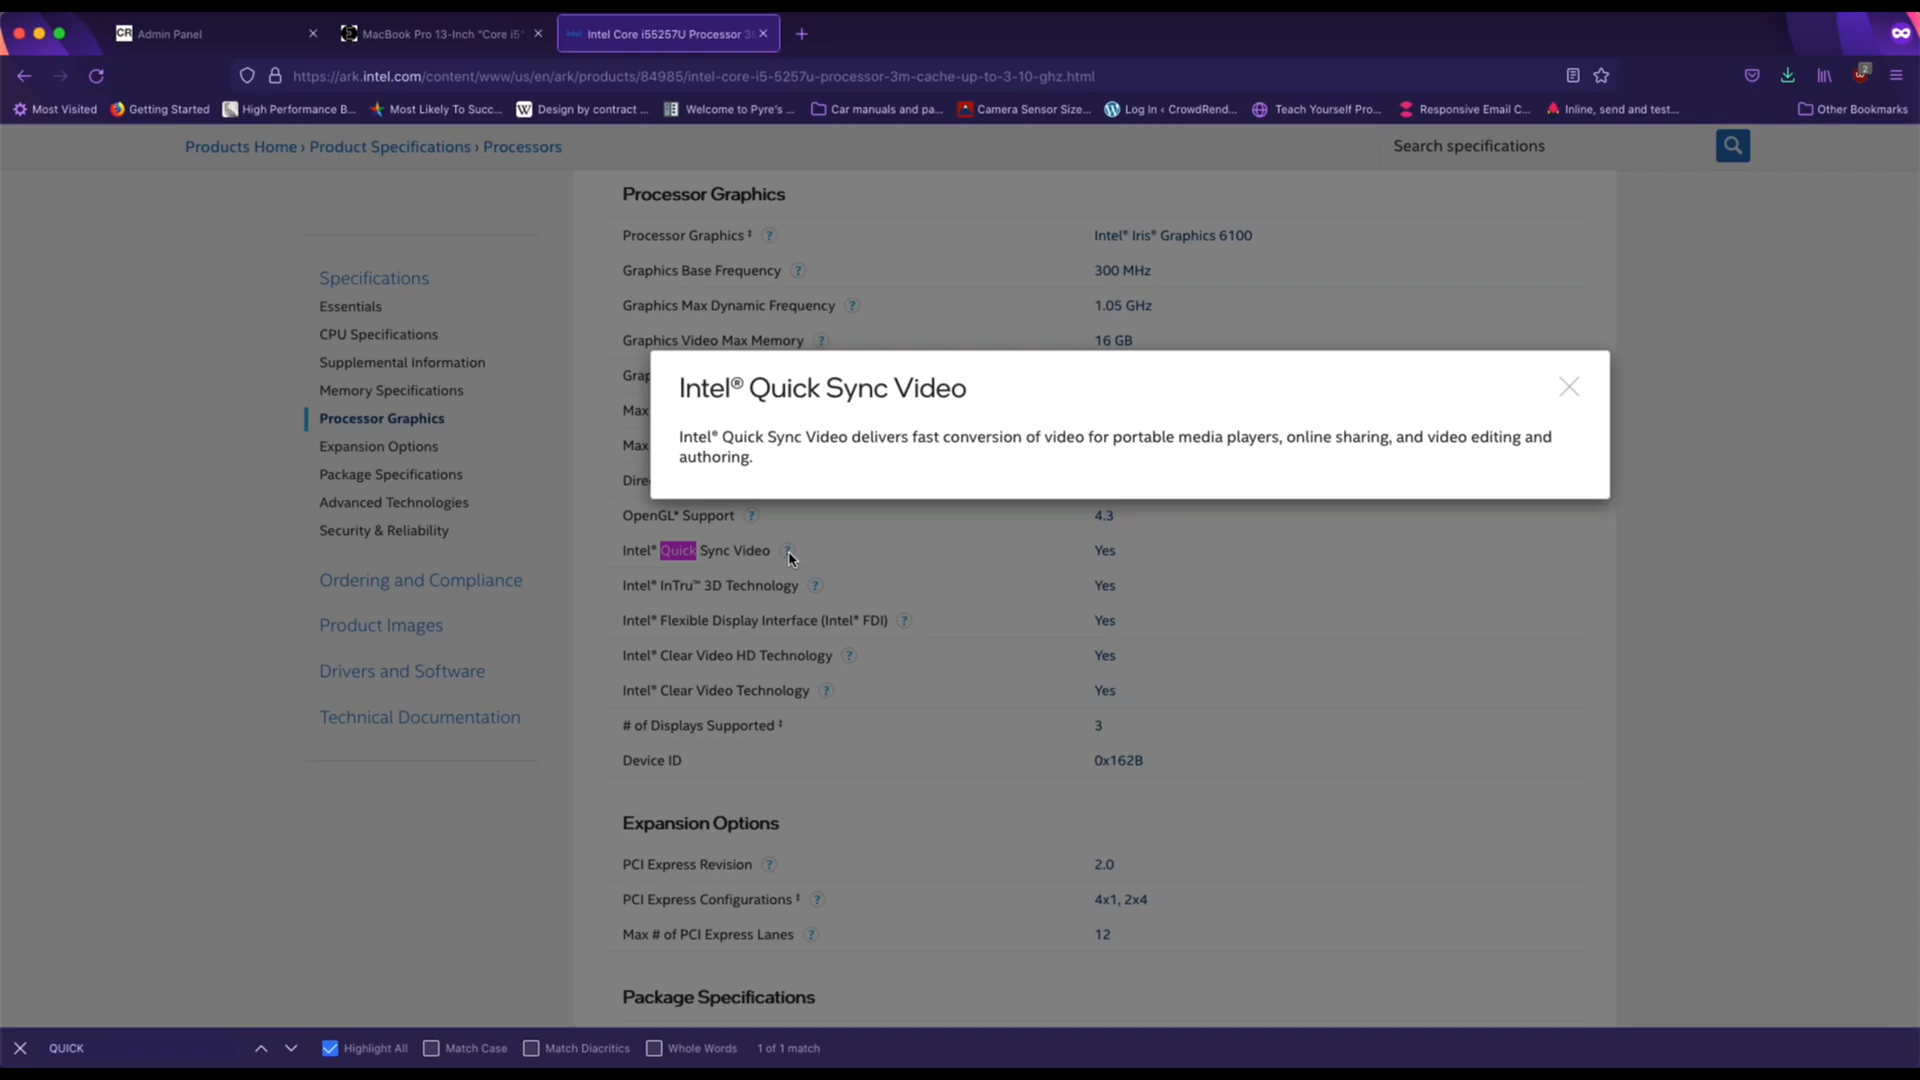 CR Admin Panel
MacBook Pro 13-Inch "Core i5"
intel Intel Core i55257U Processor 3
https://ark.intel.com/content/www/us/en/ark/products/84985/intel-core-i5-5257u-processor-3m-cache-up-to-3-10-ghz.html
2
Most Visited
Getting Started
High Performance B...
Most Likely To Succ...
W Design by contract ...
Welcome to Pyre's ...
Car manuals and pa...
Camera Sensor Size...
Log In ‹ CrowdRend...
Teach Yourself Pro...
Responsive Email C...
Inline, send and test...
Other Bookmarks
Products Home › Product Specifications › Processors
Search specifications
Specifications
Essentials
CPU Specifications
Supplemental Information
Memory Specifications
Processor Graphics
Expansion Options
Package Specifications
Advanced Technologies
Security & Reliability
Ordering and Compliance
Product Images
Drivers and Software
Technical Documentation
Processor Graphics
Processor Graphics ‡ ? Intel® Iris® Graphics 6100
Graphics Base Frequency ? 300 MHz
Graphics Max Dynamic Frequency ? 1.05 GHz
Graphics Video Max Memory ? 16 GB
Grap
Max
Max
Dire
Intel® Quick Sync Video
Intel® Quick Sync Video delivers fast conversion of video for portable media players, online sharing, and video editing and
authoring.
OpenGL* Support ? 4.3
Intel® Quick Sync Video ? Yes
Intel® InTru™ 3D Technology ? Yes
Intel® Flexible Display Interface (Intel® FDI) ? Yes
Intel® Clear Video HD Technology ? Yes
Intel® Clear Video Technology ? Yes
# of Displays Supported ‡ 3
Device ID 0x162B
Expansion Options
PCI Express Revision ? 2.0
PCI Express Configurations ‡ ? 4x1, 2x4
Max # of PCI Express Lanes ? 12
Package Specifications
QUICK
Highlight All
Match Case
Match Diacritics
Whole Words
1 of 1 match